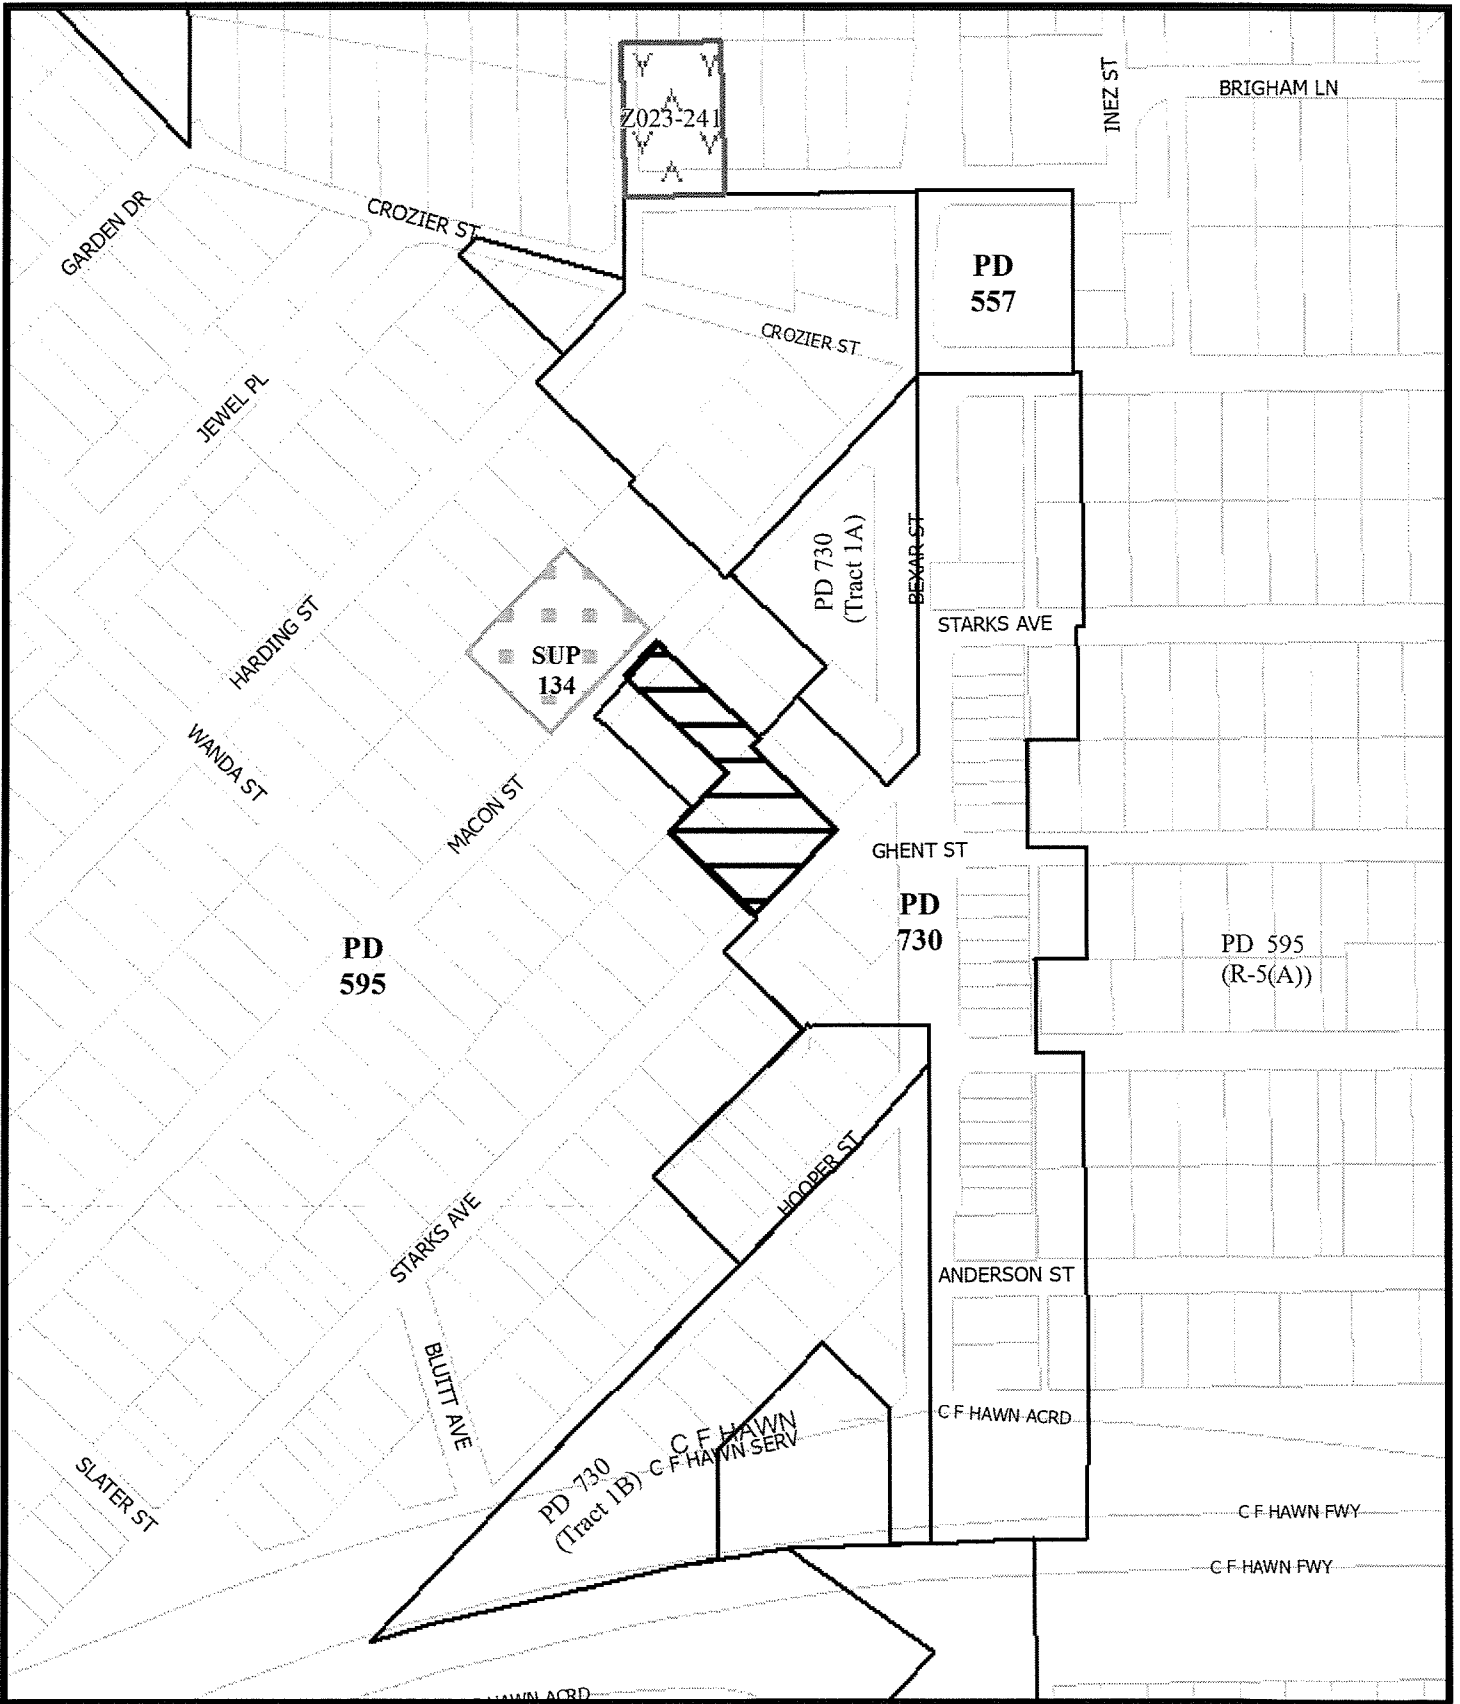 INEZ ST
BRIGHAM LN
Z023-241
GARDEN DR
CROZIER ST
PD
557
CROZIER ST
JEWEL PL
PD 730
(Tract 1A)
BEXAR ST
STARKS AVE
HARDING ST
SUP
134
WANDA ST
MACON ST
GHENT ST
PD
730
PD
595
PD 595
(R-5(A))
HOOPER ST
STARKS AVE
ANDERSON ST
BLUITT AVE
C F HAWN
C F HAWN SERV
C F HAWN ACRD
SLATER ST
PD 730
(Tract 1B)
C F HAWN FWY
C F HAWN FWY
HAWN ACRD